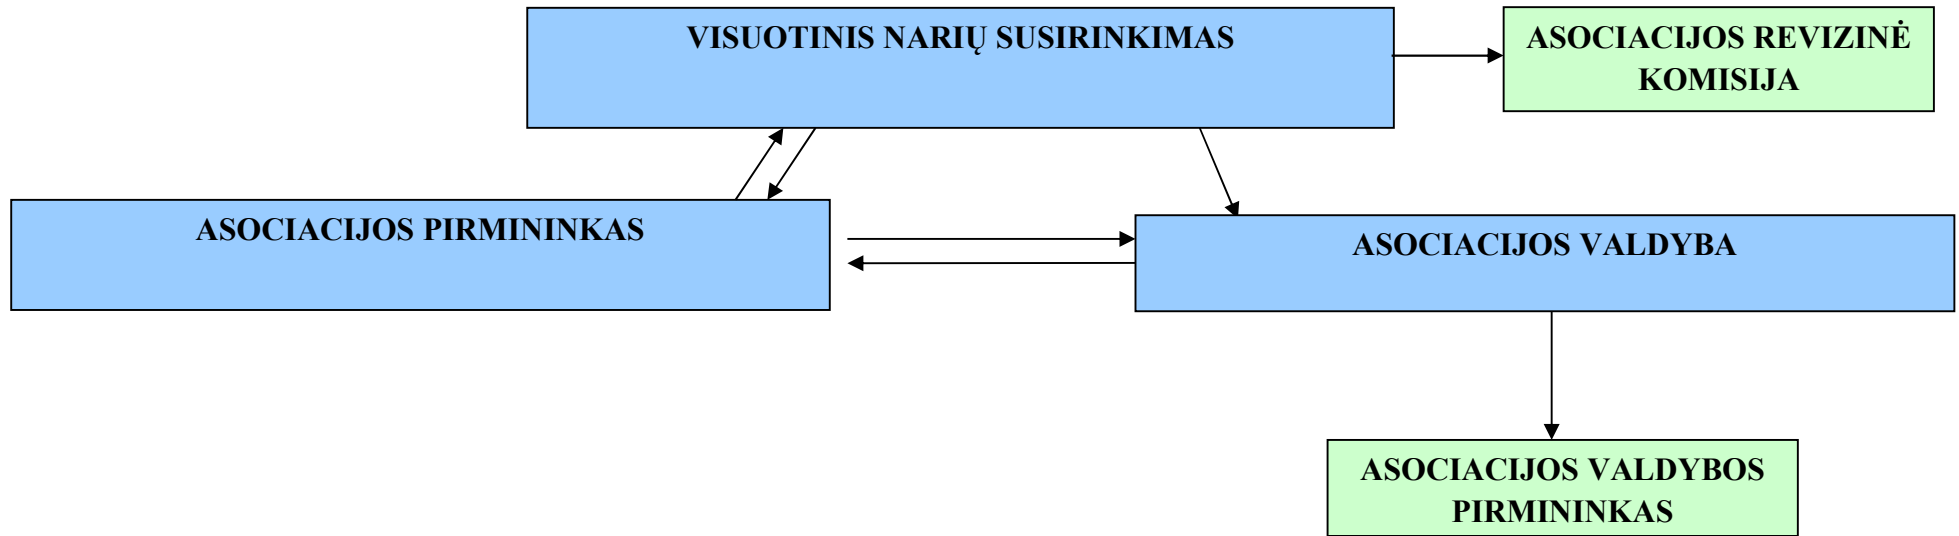 VISUOTINIS NARIŲ SUSIRINKIMAS
ASOCIACIJOS REVIZINĖ
KOMISIJA
ASOCIACIJOS PIRMININKAS
ASOCIACIJOS VALDYBA
ASOCIACIJOS VALDYBOS
PIRMININKAS